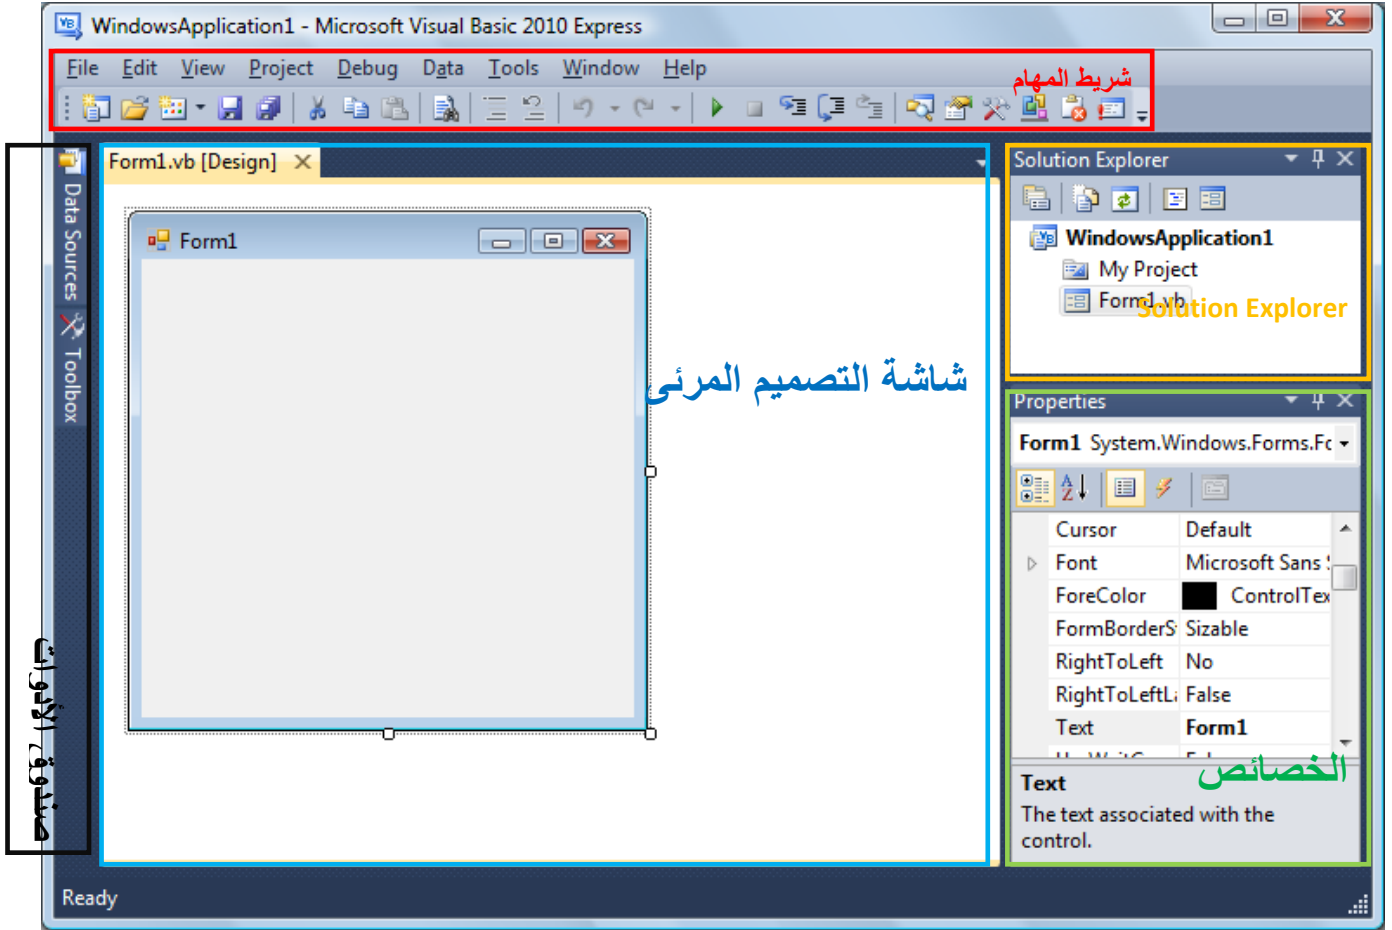 WindowsApplication1 - Microsoft Visual Basic 2010 Express
File Edit View Project Debug Data Tools Window Help
شريط المهام
Data Sources
Toolbox
صندوق الأدوات
Form1.vb [Design]
Form1
شاشة التصميم المرئى
Solution Explorer
WindowsApplication1
My Project
Form1.vb
Solution Explorer
Properties
Form1 System.Windows.Forms.Fo
Cursor Default
Font Microsoft Sans S
ForeColor ControlTex
FormBorderSt Sizable
RightToLeft No
RightToLeftLa False
Text Form1
الخصائص
Text
The text associated with the
control.
Ready